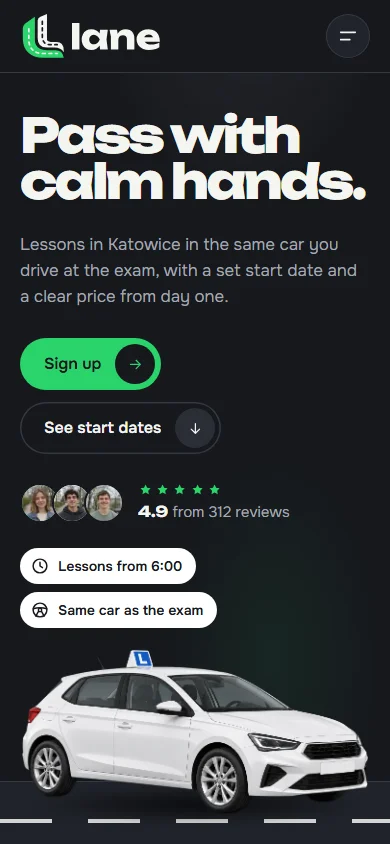 lane
Pass with
calm hands.
Lessons in Katowice in the same car you
drive at the exam, with a set start date and
a clear price from day one.
Sign up
See start dates
4.9 from 312 reviews
Lessons from 6:00
Same car as the exam
L